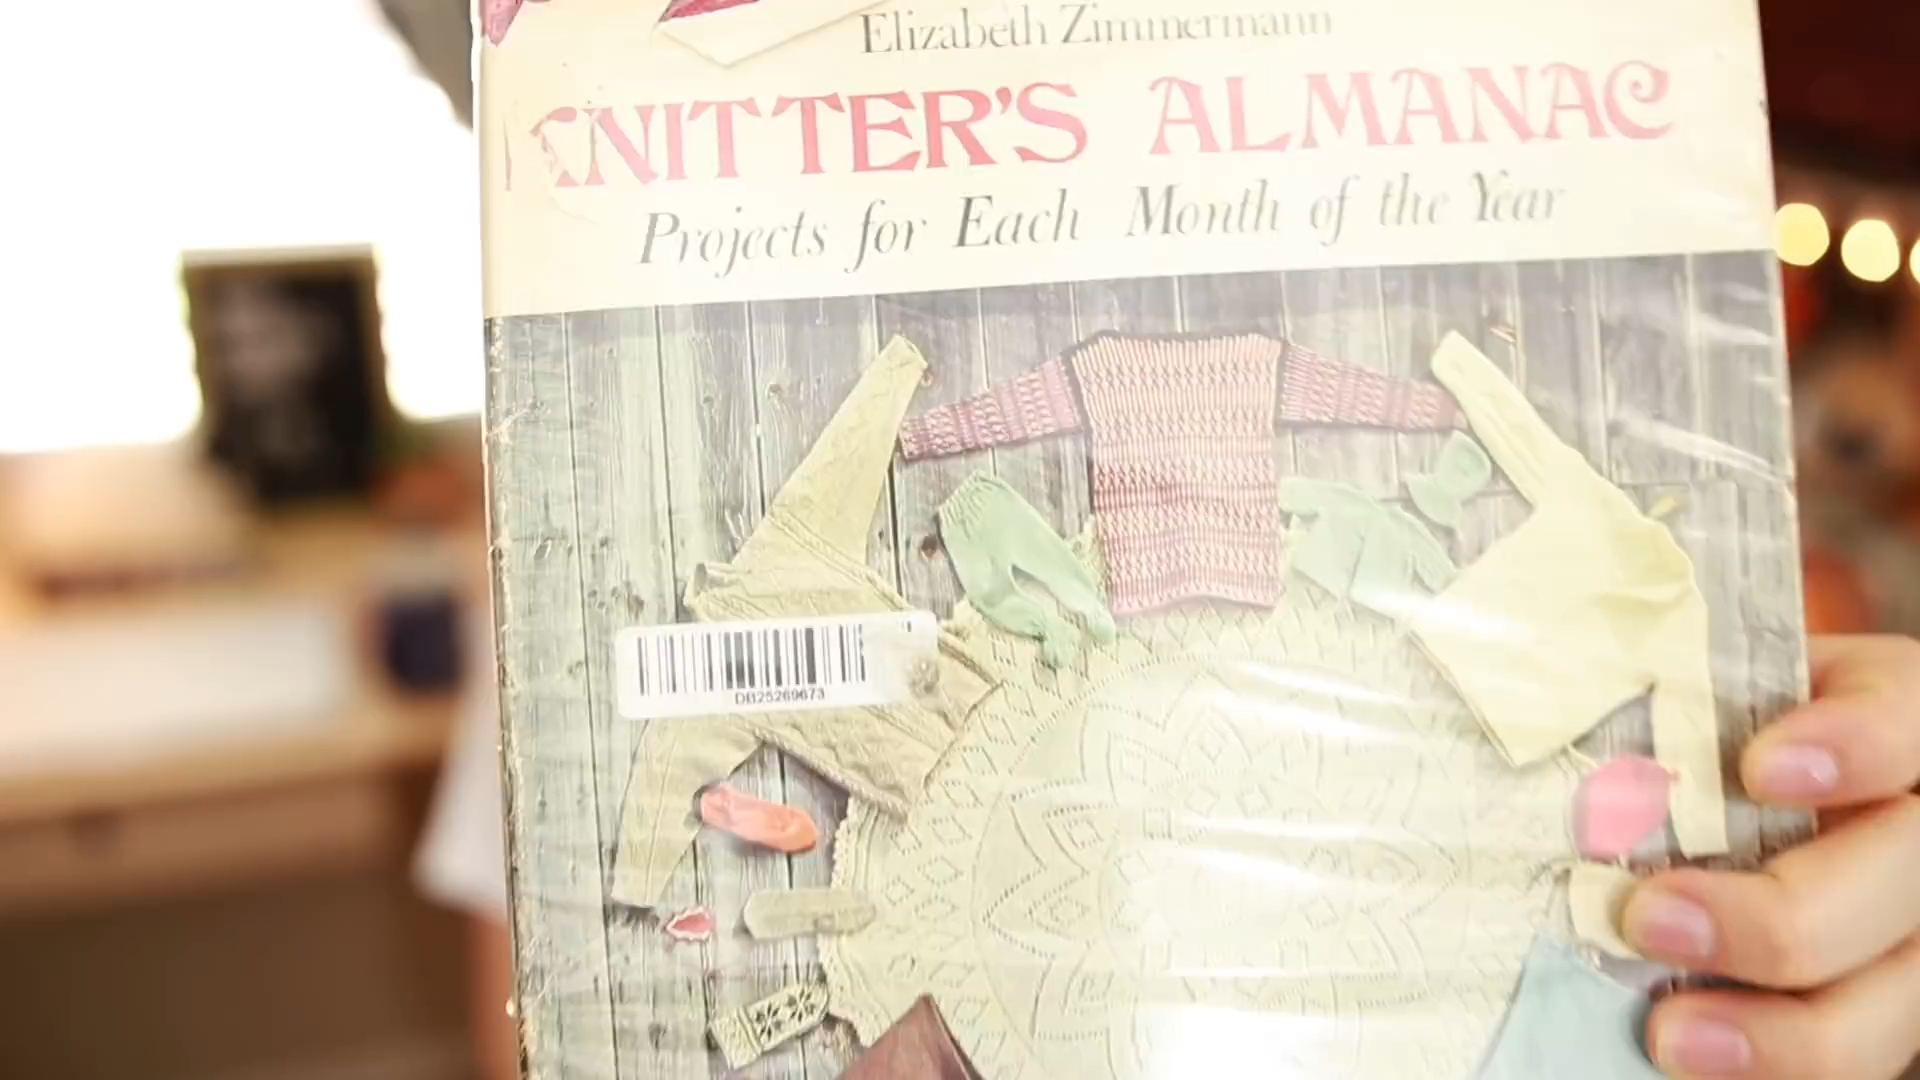 Elizabeth Zimmermann
KNITTER'S ALMANAC
Projects for Each Month of the Year
DB25269673